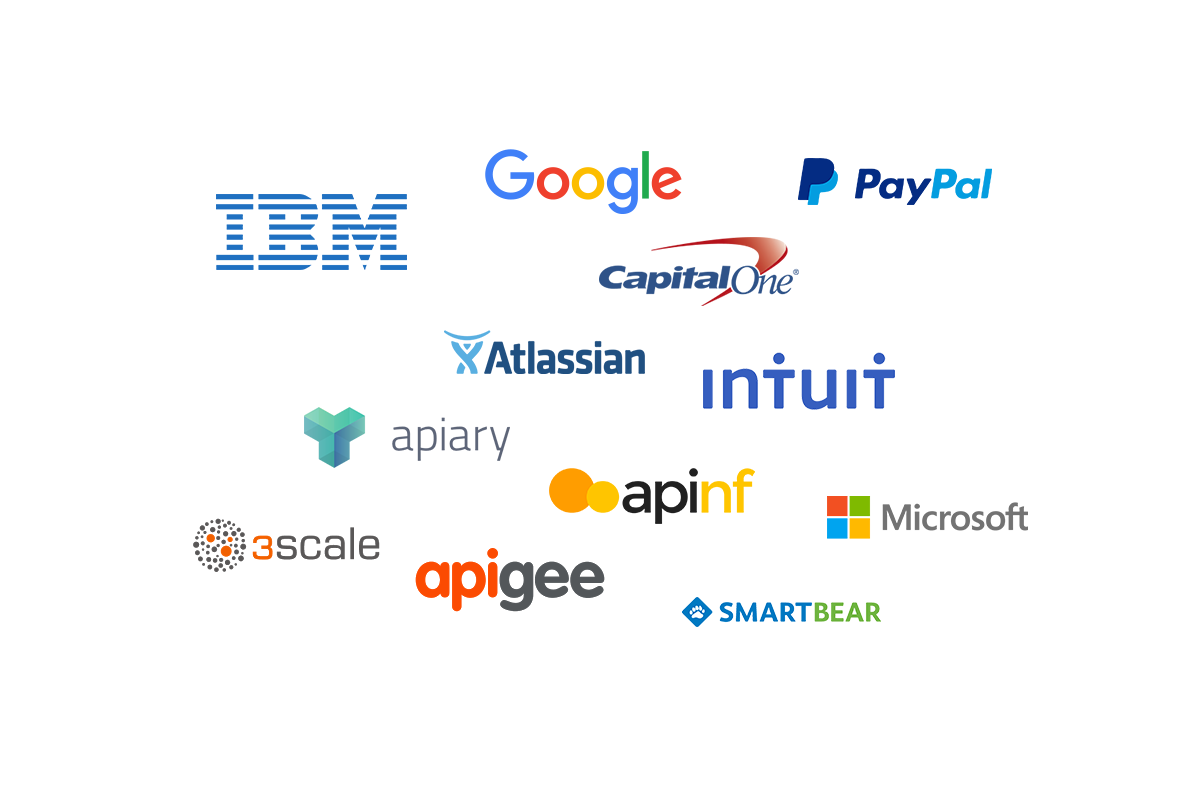 Google
PayPal
IBM
CapitalOne®
Atlassian
intuit
apiary
apinf
Microsoft
3scale
apigee
SMARTBEAR